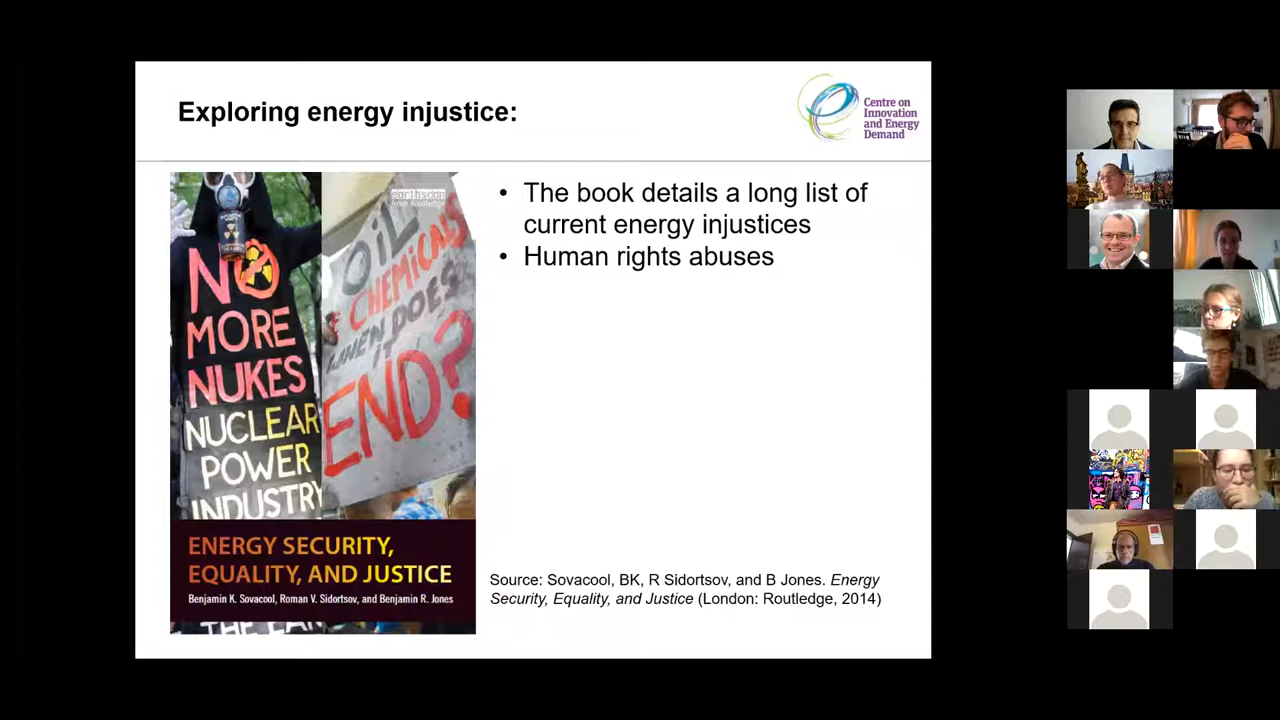 Exploring energy injustice:
Centre on
Innovation
and Energy
Demand
earthscan
from Routledge
NO
MORE
NUKES
NUCLEAR
POWER
INDUSTRY
OIL
CHEMICALS
WHEN DOES
IT
END?
ENERGY SECURITY,
EQUALITY, AND JUSTICE
Benjamin K. Sovacool, Roman V. Sidortsov, and Benjamin R. Jones
• The book details a long list of
current energy injustices
• Human rights abuses
Source: Sovacool, BK, R Sidortsov, and B Jones. Energy
Security, Equality, and Justice (London: Routledge, 2014)